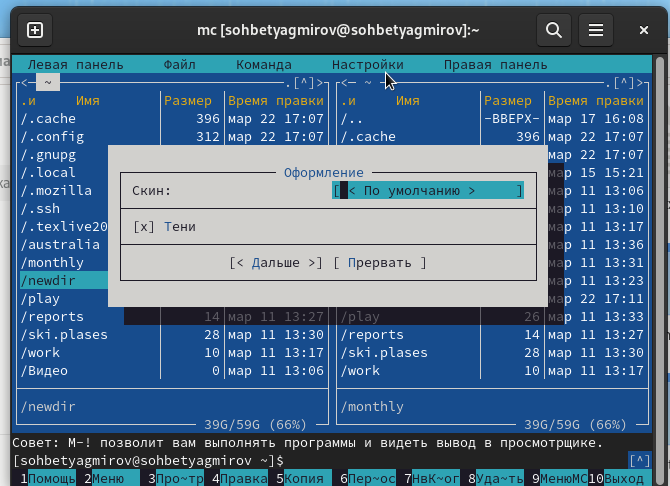 mc [sohbetyagmirov@sohbetyagmirov]:~
Левая панель Файл Команда Настройки Правая панель
<─ ~ .[^]> <─ ~ .[^]>
.и Имя Размер Время правки .и Имя Размер Время правки
/.cache 396 мар 22 17:07 /.. -ВВЕРХ- мар 17 16:08
/.config 312 мар 22 17:07 /.cache 396 мар 22 17:07
/.gnupg
/.local мар 15 15:21
/.mozilla мар 11 13:06
/.ssh мар 11 13:10
/.texlive20 мар 11 13:17
/australia мар 11 13:36
/monthly мар 11 13:31
/newdir мар 11 13:23
/play мар 22 17:11
/reports 14 мар 11 13:27 /play 26 мар 11 13:33
/ski.plases 28 мар 11 13:30 /reports 14 мар 11 13:27
/work 10 мар 11 13:17 /ski.plases 28 мар 11 13:30
/Видео 0 мар 11 13:06 /work 10 мар 11 13:17
Оформление
Скин: [ < По умолчанию > ]
[x] Тени
[< Дальше >] [ Прервать ]
/newdir /monthly
39G/59G (66%) 39G/59G (66%)
Совет: M-! позволит вам выполнять программы и видеть вывод в просмотрщике.
[sohbetyagmirov@sohbetyagmirov ~]$ [^]
1Помощь 2Меню 3Про~тр 4Правка 5Копия 6Пер~ос 7НвК~ог 8Уда~ть 9МенюMC 10Выход